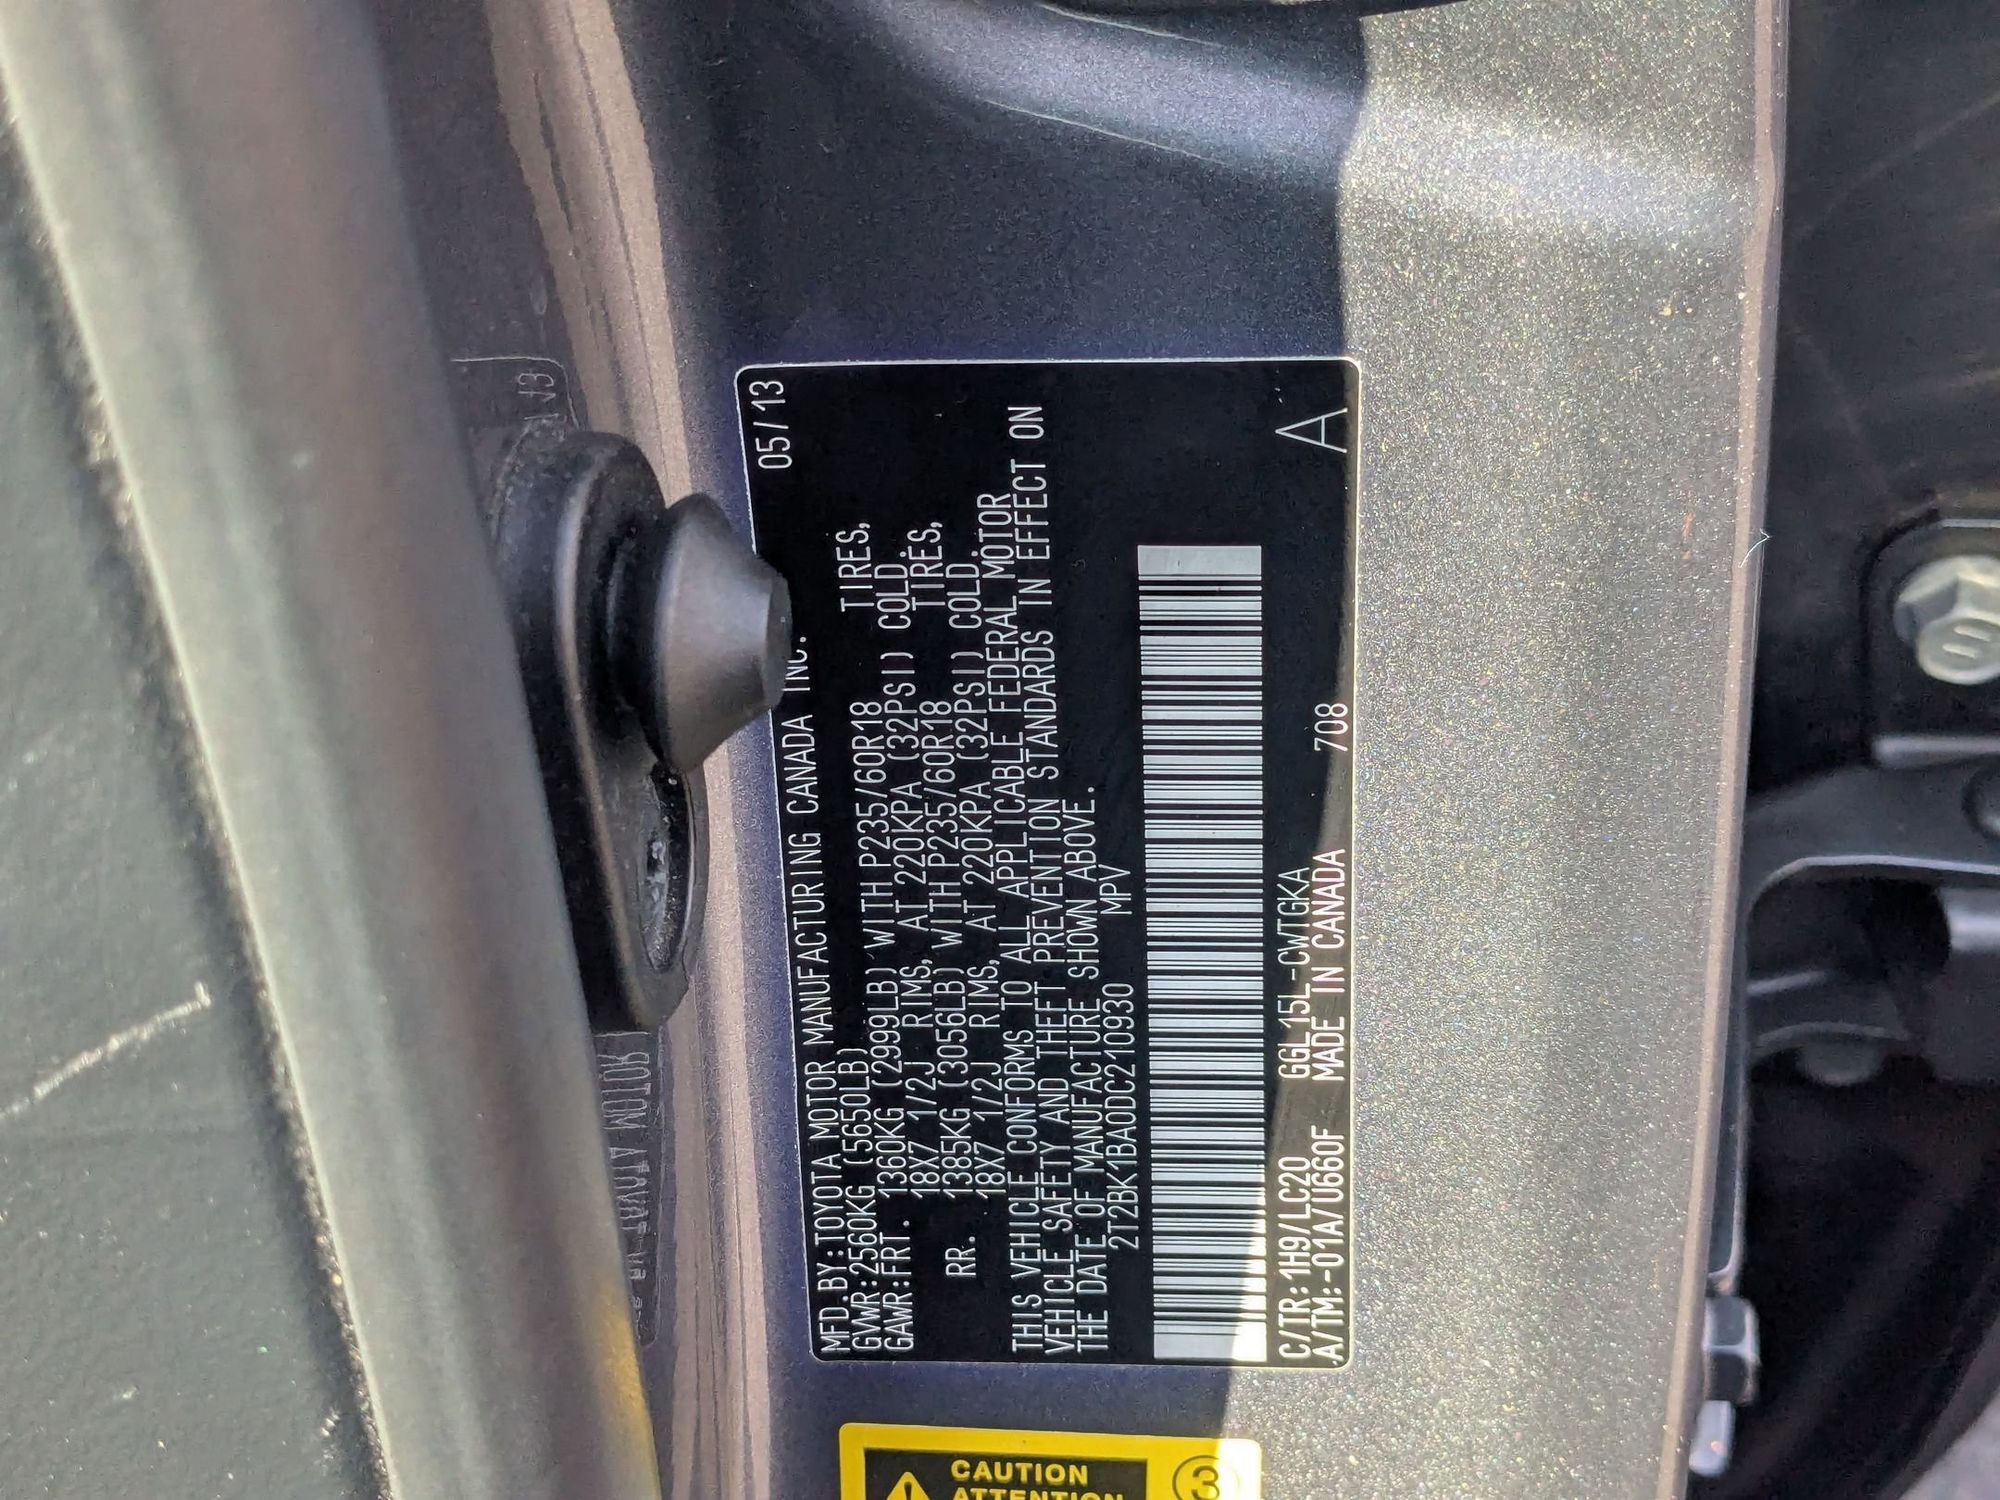 MFD.BY:TOYOTA MOTOR MANUFACTURING CANADA INC. 05/13
GVWR:2560KG (5650LB)
GAWR:FRT. 1360KG (2999LB) WITH P235/60R18 TIRES,
18X7 1/2J RIMS, AT 220KPA (32PSI) COLD.
RR. 1385KG (3056LB) WITH P235/60R18 TIRES,
18X7 1/2J RIMS, AT 220KPA (32PSI) COLD.
THIS VEHICLE CONFORMS TO ALL APPLICABLE FEDERAL MOTOR
VEHICLE SAFETY AND THEFT PREVENTION STANDARDS IN EFFECT ON
THE DATE OF MANUFACTURE SHOWN ABOVE.
2T2BK1BA0DC210930 MPV
C/TR:1H9/LC20 GGL15L-CWTGKA A
A/TM:-01A/U660F MADE IN CANADA 708
CAUTION
ATTENTION
3